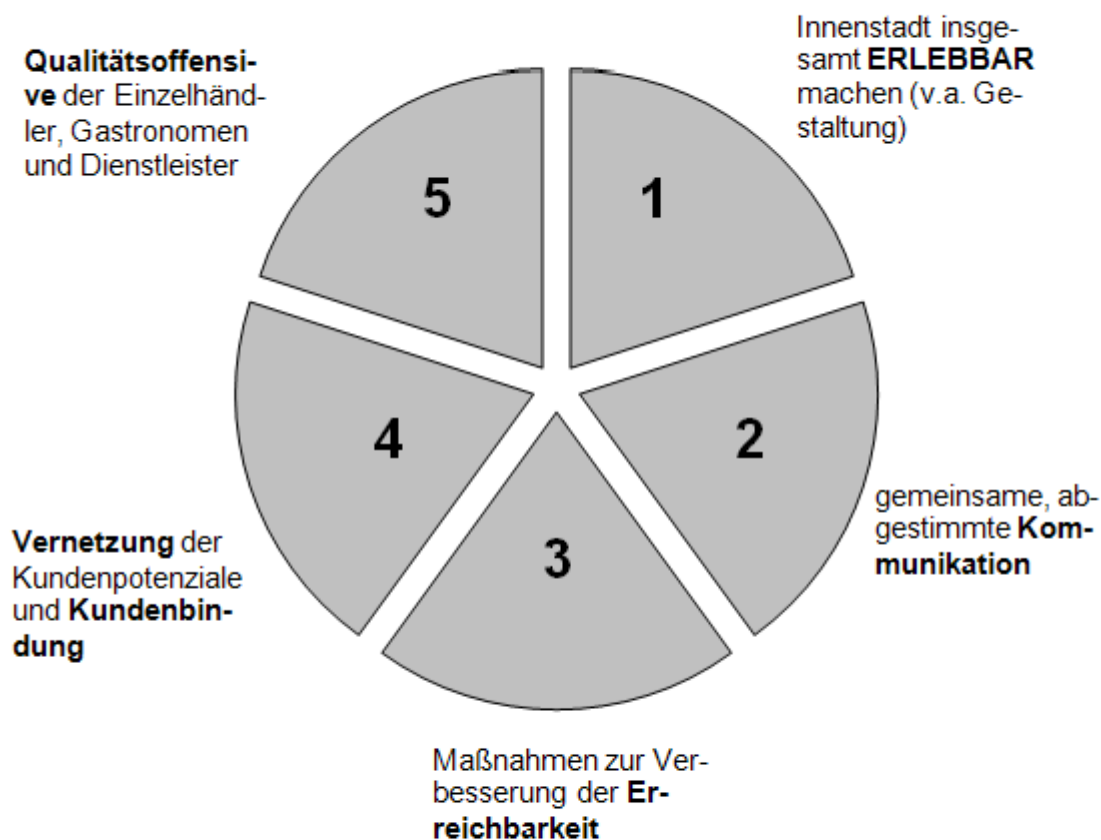 Innenstadt insge-
samt ERLEBBAR
machen (v.a. Ge-
staltung)
Qualitätsoffensi-
ve der Einzelhänd-
ler, Gastronomen
und Dienstleister
5
1
4
2
3
gemeinsame, ab-
gestimmte Kom-
munikation
Vernetzung der
Kundenpotenziale
und Kundenbin-
dung
Maßnahmen zur Ver-
besserung der Er-
reichbarkeit